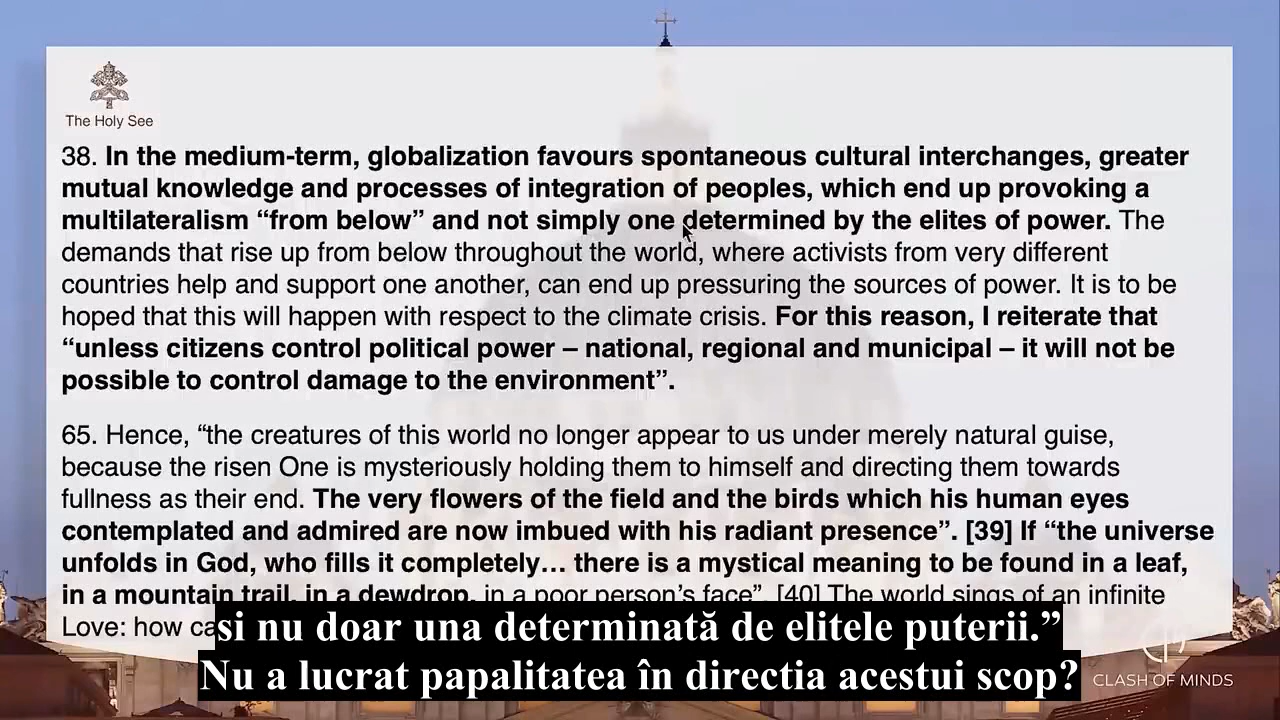 The Holy See
38. In the medium-term, globalization favours spontaneous cultural interchanges, greater
mutual knowledge and processes of integration of peoples, which end up provoking a
multilateralism “from below” and not simply one determined by the elites of power. The
demands that rise up from below throughout the world, where activists from very different
countries help and support one another, can end up pressuring the sources of power. It is to be
hoped that this will happen with respect to the climate crisis. For this reason, I reiterate that
“unless citizens control political power – national, regional and municipal – it will not be
possible to control damage to the environment”.
65. Hence, “the creatures of this world no longer appear to us under merely natural guise,
because the risen One is mysteriously holding them to himself and directing them towards
fullness as their end. The very flowers of the field and the birds which his human eyes
contemplated and admired are now imbued with his radiant presence”. [39] If “the universe
unfolds in God, who fills it completely… there is a mystical meaning to be found in a leaf,
in a mountain trail, in a dewdrop, in a poor person’s face”. [40] The world sings of an infinite
Love: how
si nu doar una determinată de elitele puterii.”
Nu a lucrat papalitatea în directia acestui scop?
CLASH OF MINDS